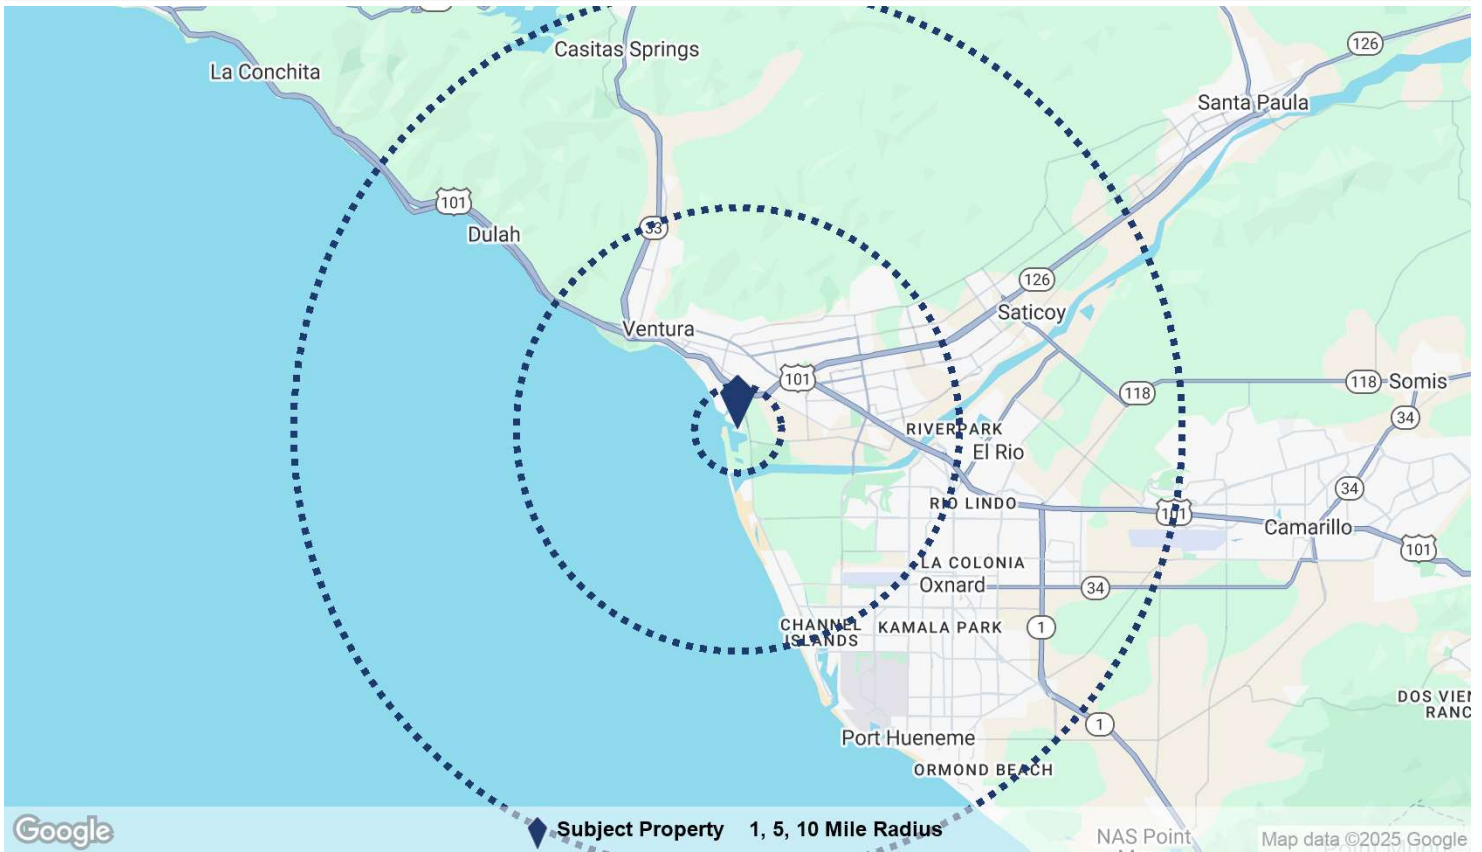 126
Casitas Springs
La Conchita
Santa Paula
101
33
Dulah
126
Saticoy
Ventura
101
118
118
Somis
34
RIVERPARK
El Rio
34
RIO LINDO
101
Camarillo
101
LA COLONIA
Oxnard
34
CHANNEL
ISLANDS
KAMALA PARK
1
DOS VIEN
RANC
1
Port Hueneme
ORMOND BEACH
Google
Subject Property 1, 5, 10 Mile Radius
NAS Point
Map data ©2025 Google